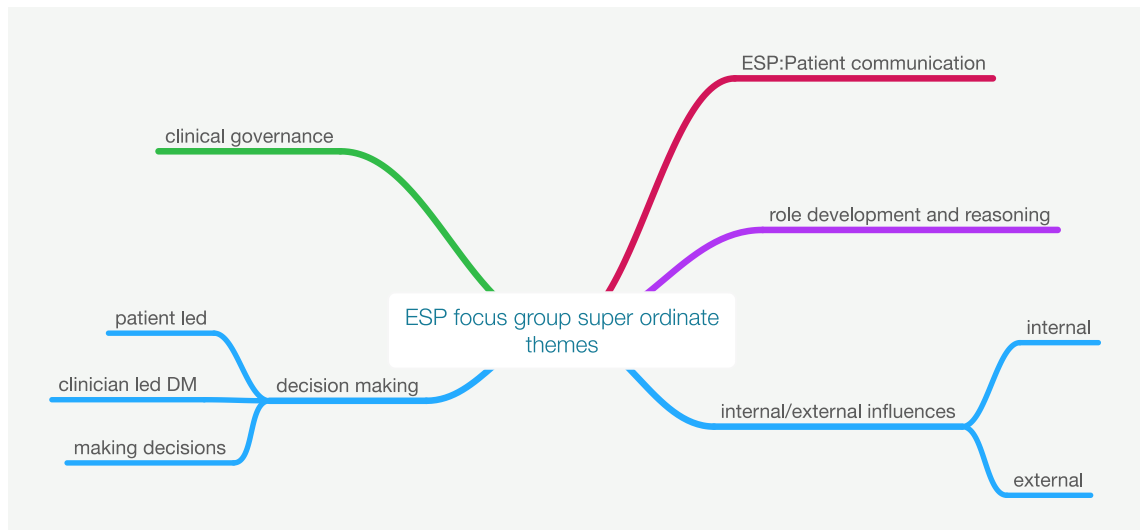 ESP:Patient communication
clinical governance
role development and reasoning
ESP focus group super ordinate
themes
patient led
internal
clinician led DM
decision making
internal/external influences
making decisions
external